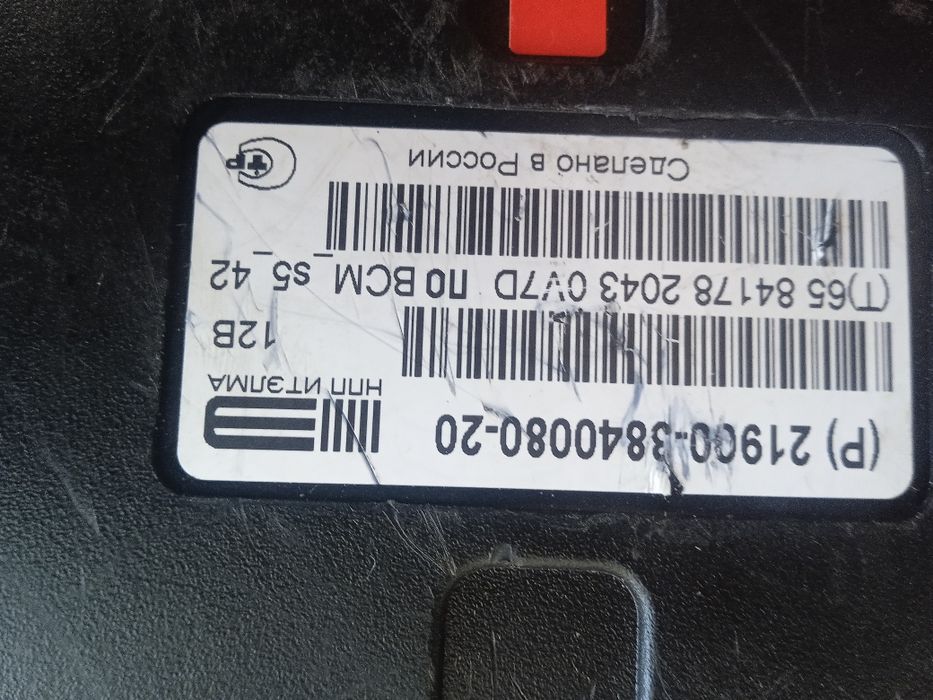 (P) 21900-3840080-20
НПП ИТЭЛМА
12В
(T)65 84178 2043 0V7D ПО BCM_s5_42
Сделано в России